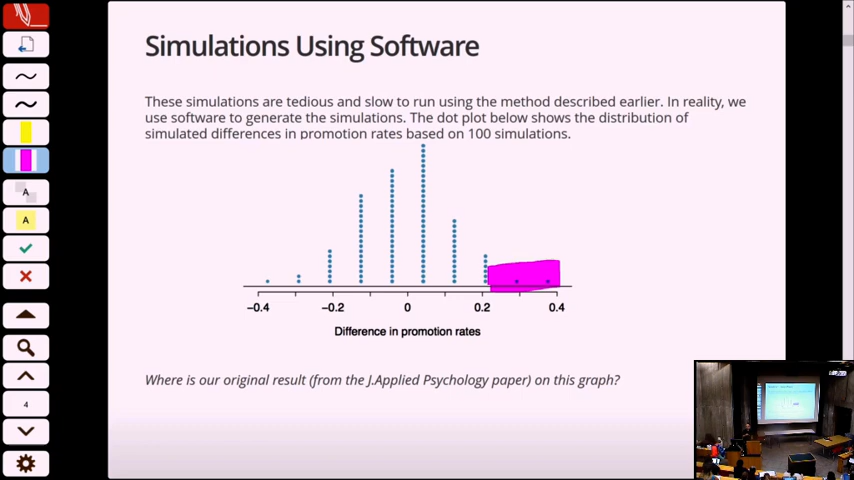 Simulations Using Software
These simulations are tedious and slow to run using the method described earlier. In reality, we
use software to generate the simulations. The dot plot below shows the distribution of
simulated differences in promotion rates based on 100 simulations.
−0.4 −0.2 0 0.2 0.4
Difference in promotion rates
Where is our original result (from the J.Applied Psychology paper) on this graph?
A
A
4